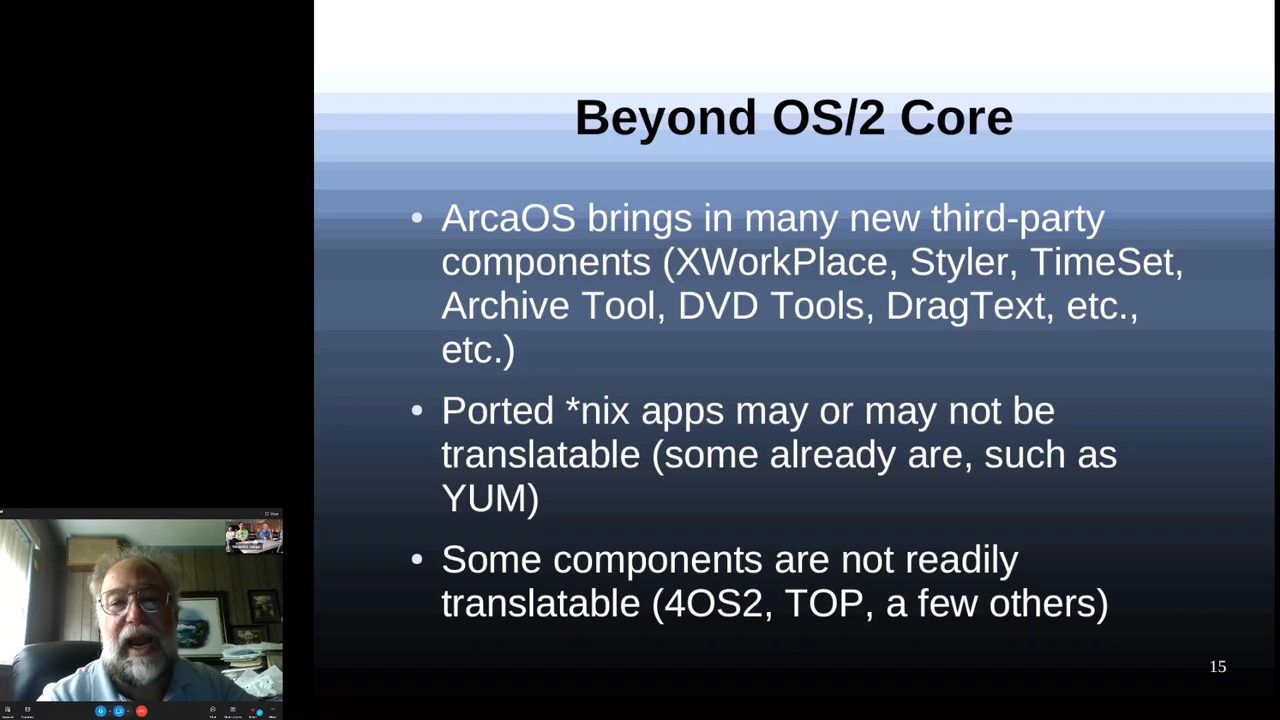 Beyond OS/2 Core
• ArcaOS brings in many new third-party
components (XWorkPlace, Styler, TimeSet,
Archive Tool, DVD Tools, DragText, etc.,
etc.)
• Ported *nix apps may or may not be
translatable (some already are, such as
YUM)
• Some components are not readily
translatable (4OS2, TOP, a few others)
15
View